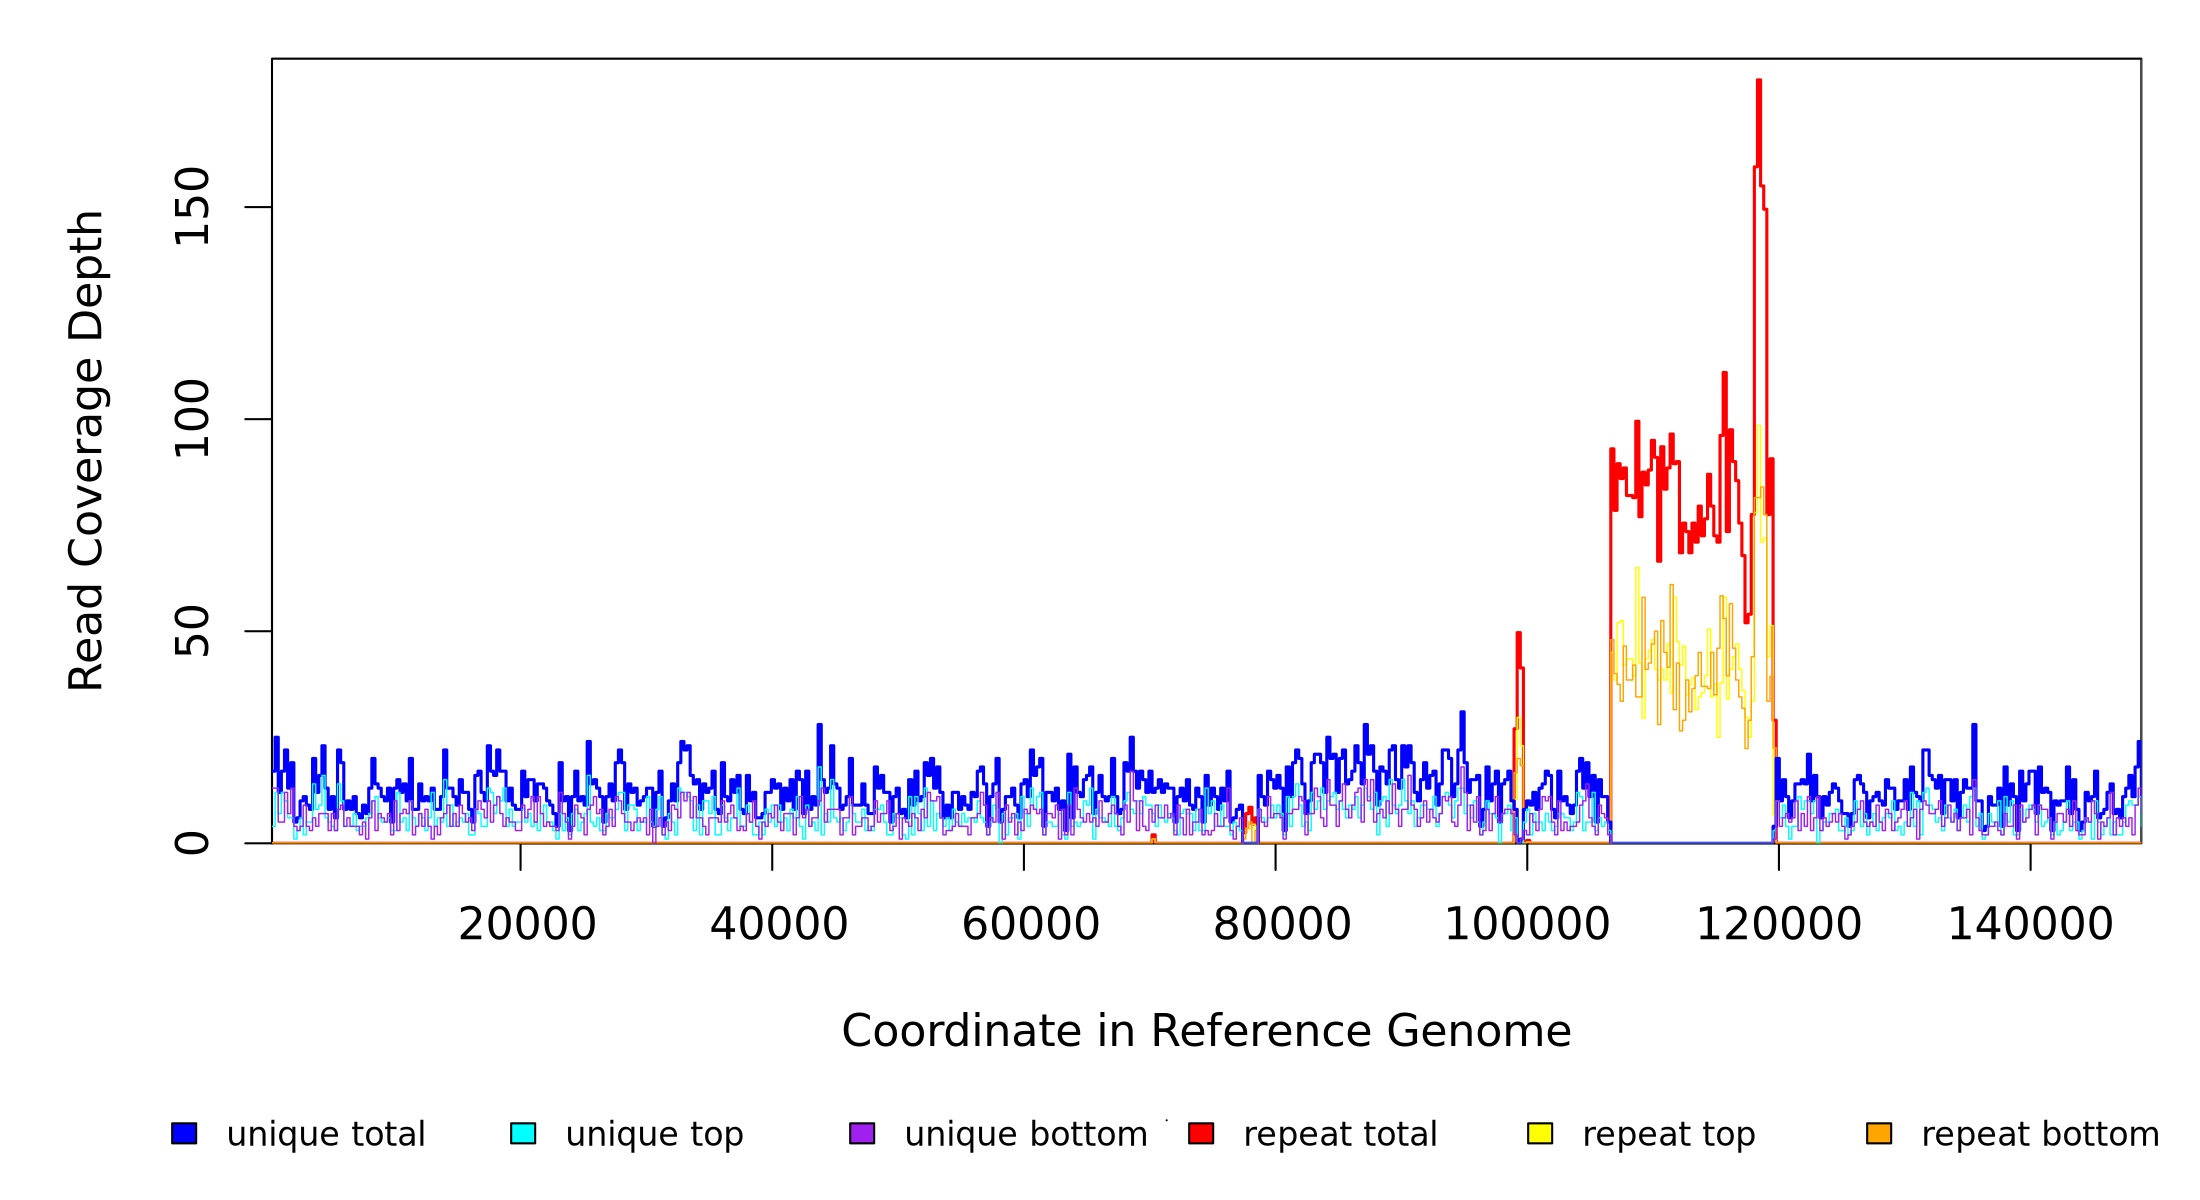 Read Coverage Depth
150
100
50
0
20000 40000 60000 80000 100000 120000 140000
Coordinate in Reference Genome
unique total unique top unique bottom repeat total repeat top repeat bottom